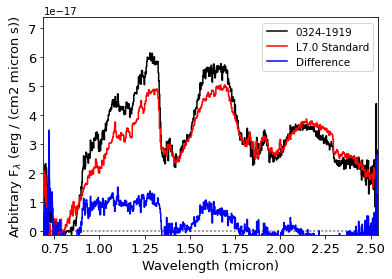 1e−17
0324-1919
L7.0 Standard
Difference
7
6
5
4
3
2
1
0
Arbitrary Fλ (erg / (cm2 micron s))
0.75 1.00 1.25 1.50 1.75 2.00 2.25 2.50
Wavelength (micron)